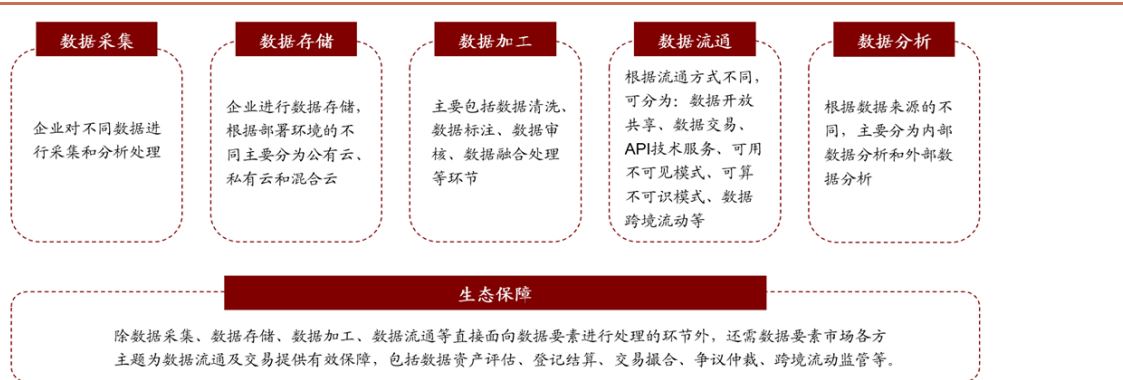 数据采集
企业对不同数据进
行采集和分析处理
数据存储
企业进行数据存储，
根据部署环境的不
同主要分为公有云、
私有云和混合云
数据加工
主要包括数据清洗、
数据标注、数据审
核、数据融合处理
等环节
数据流通
根据流通方式不同，
可分为：数据开放
共享、数据交易、
API技术服务、可用
不可见模式、可算
不可识模式、数据
跨境流动等
数据分析
根据数据来源的不
同，主要分为内部
数据分析和外部数
据分析
生态保障
除数据采集、数据存储、数据加工、数据流通等直接面向数据要素进行处理的环节外，还需数据要素市场各方
主题为数据流通及交易提供有效保障，包括数据资产评估、登记结算、交易撮合、争议仲裁、跨境流动监管等。